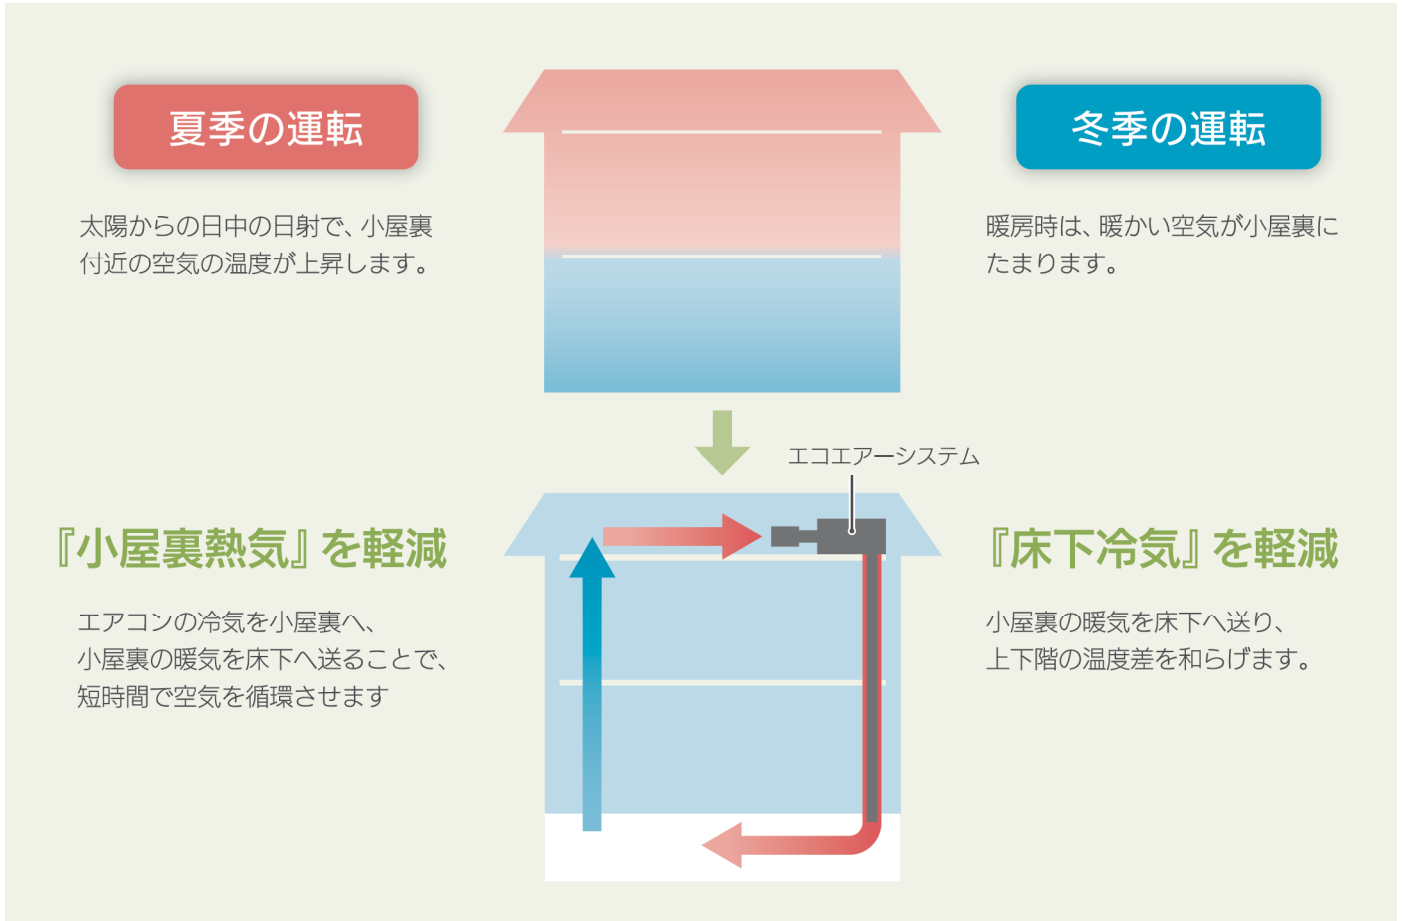 夏季の運転
太陽からの日中の日射で、小屋裏
付近の空気の温度が上昇します。
冬季の運転
暖房時は、暖かい空気が小屋裏に
たまります。
エコエアーシステム
『小屋裏熱気』を軽減
エアコンの冷気を小屋裏へ、
小屋裏の暖気を床下へ送ることで、
短時間で空気を循環させます
『床下冷気』を軽減
小屋裏の暖気を床下へ送り、
上下階の温度差を和らげます。